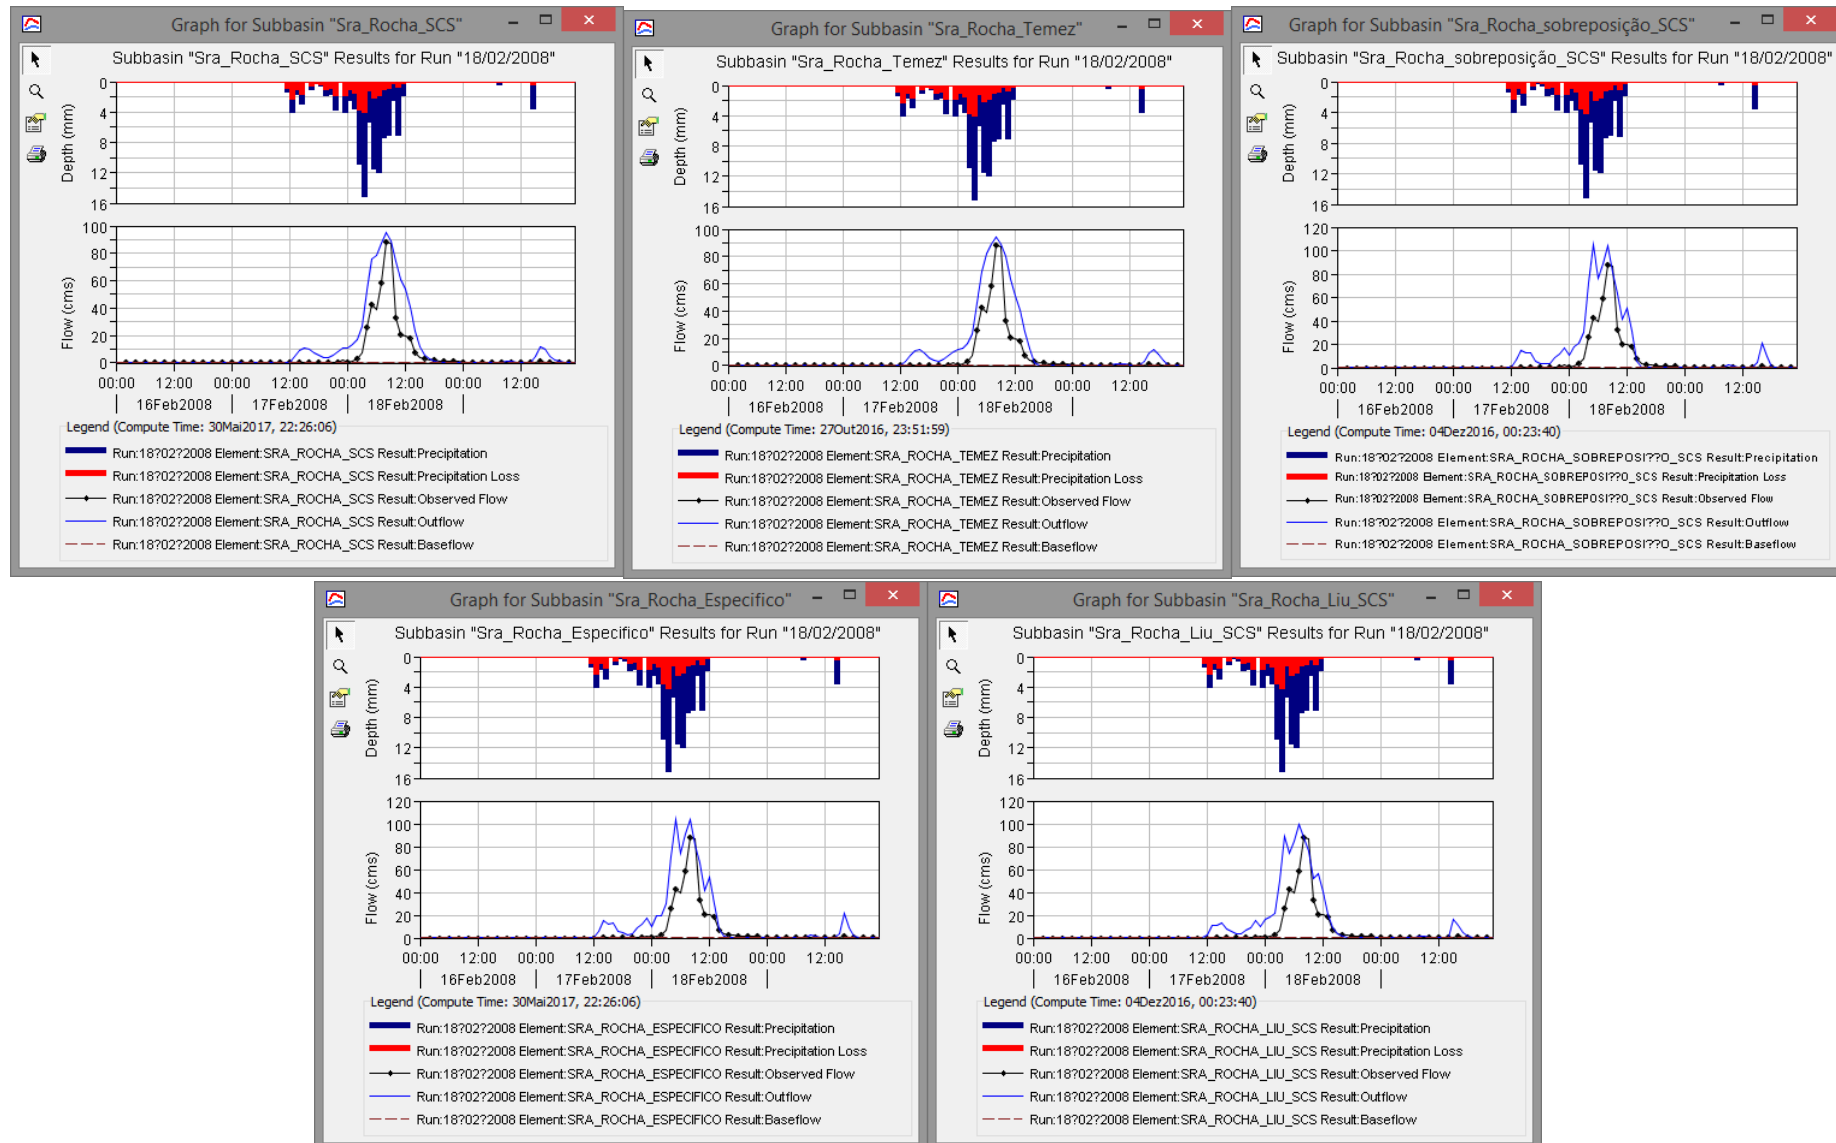 Graph for Subbasin "Sra_Rocha_SCS"
Subbasin "Sra_Rocha_SCS" Results for Run "18/02/2008"
Depth (mm)
0
4
8
12
16
Flow (cms)
100
80
60
40
20
0
00:00 12:00 00:00 12:00 00:00 12:00 00:00 12:00
16Feb2008 17Feb2008 18Feb2008
Legend (Compute Time: 30Mai2017, 22:26:06)
Run:18?02?2008 Element:SRA_ROCHA_SCS Result:Precipitation
Run:18?02?2008 Element:SRA_ROCHA_SCS Result:Precipitation Loss
Run:18?02?2008 Element:SRA_ROCHA_SCS Result:Observed Flow
Run:18?02?2008 Element:SRA_ROCHA_SCS Result:Outflow
Run:18?02?2008 Element:SRA_ROCHA_SCS Result:Baseflow
Graph for Subbasin "Sra_Rocha_Temez"
Subbasin "Sra_Rocha_Temez" Results for Run "18/02/2008"
Depth (mm)
0
4
8
12
16
Flow (cms)
100
80
60
40
20
0
00:00 12:00 00:00 12:00 00:00 12:00 00:00 12:00
16Feb2008 17Feb2008 18Feb2008
Legend (Compute Time: 27Out2016, 23:51:59)
Run:18?02?2008 Element:SRA_ROCHA_TEMEZ Result:Precipitation
Run:18?02?2008 Element:SRA_ROCHA_TEMEZ Result:Precipitation Loss
Run:18?02?2008 Element:SRA_ROCHA_TEMEZ Result:Observed Flow
Run:18?02?2008 Element:SRA_ROCHA_TEMEZ Result:Outflow
Run:18?02?2008 Element:SRA_ROCHA_TEMEZ Result:Baseflow
Graph for Subbasin "Sra_Rocha_sobreposição_SCS"
Subbasin "Sra_Rocha_sobreposição_SCS" Results for Run "18/02/2008"
Depth (mm)
0
4
8
12
16
Flow (cms)
120
100
80
60
40
20
0
00:00 12:00 00:00 12:00 00:00 12:00 00:00 12:00
16Feb2008 17Feb2008 18Feb2008
Legend (Compute Time: 04Dez2016, 00:23:40)
Run:18?02?2008 Element:SRA_ROCHA_SOBREPOSI??O_SCS Result:Precipitation
Run:18?02?2008 Element:SRA_ROCHA_SOBREPOSI??O_SCS Result:Precipitation Loss
Run:18?02?2008 Element:SRA_ROCHA_SOBREPOSI??O_SCS Result:Observed Flow
Run:18?02?2008 Element:SRA_ROCHA_SOBREPOSI??O_SCS Result:Outflow
Run:18?02?2008 Element:SRA_ROCHA_SOBREPOSI??O_SCS Result:Baseflow
Graph for Subbasin "Sra_Rocha_Especifico"
Subbasin "Sra_Rocha_Especifico" Results for Run "18/02/2008"
Depth (mm)
0
4
8
12
16
Flow (cms)
120
100
80
60
40
20
0
00:00 12:00 00:00 12:00 00:00 12:00 00:00 12:00
16Feb2008 17Feb2008 18Feb2008
Legend (Compute Time: 30Mai2017, 22:26:06)
Run:18?02?2008 Element:SRA_ROCHA_ESPECIFICO Result:Precipitation
Run:18?02?2008 Element:SRA_ROCHA_ESPECIFICO Result:Precipitation Loss
Run:18?02?2008 Element:SRA_ROCHA_ESPECIFICO Result:Observed Flow
Run:18?02?2008 Element:SRA_ROCHA_ESPECIFICO Result:Outflow
Run:18?02?2008 Element:SRA_ROCHA_ESPECIFICO Result:Baseflow
Graph for Subbasin "Sra_Rocha_Liu_SCS"
Subbasin "Sra_Rocha_Liu_SCS" Results for Run "18/02/2008"
Depth (mm)
0
4
8
12
16
Flow (cms)
120
100
80
60
40
20
0
00:00 12:00 00:00 12:00 00:00 12:00 00:00 12:00
16Feb2008 17Feb2008 18Feb2008
Legend (Compute Time: 04Dez2016, 00:23:40)
Run:18?02?2008 Element:SRA_ROCHA_LIU_SCS Result:Precipitation
Run:18?02?2008 Element:SRA_ROCHA_LIU_SCS Result:Precipitation Loss
Run:18?02?2008 Element:SRA_ROCHA_LIU_SCS Result:Observed Flow
Run:18?02?2008 Element:SRA_ROCHA_LIU_SCS Result:Outflow
Run:18?02?2008 Element:SRA_ROCHA_LIU_SCS Result:Baseflow